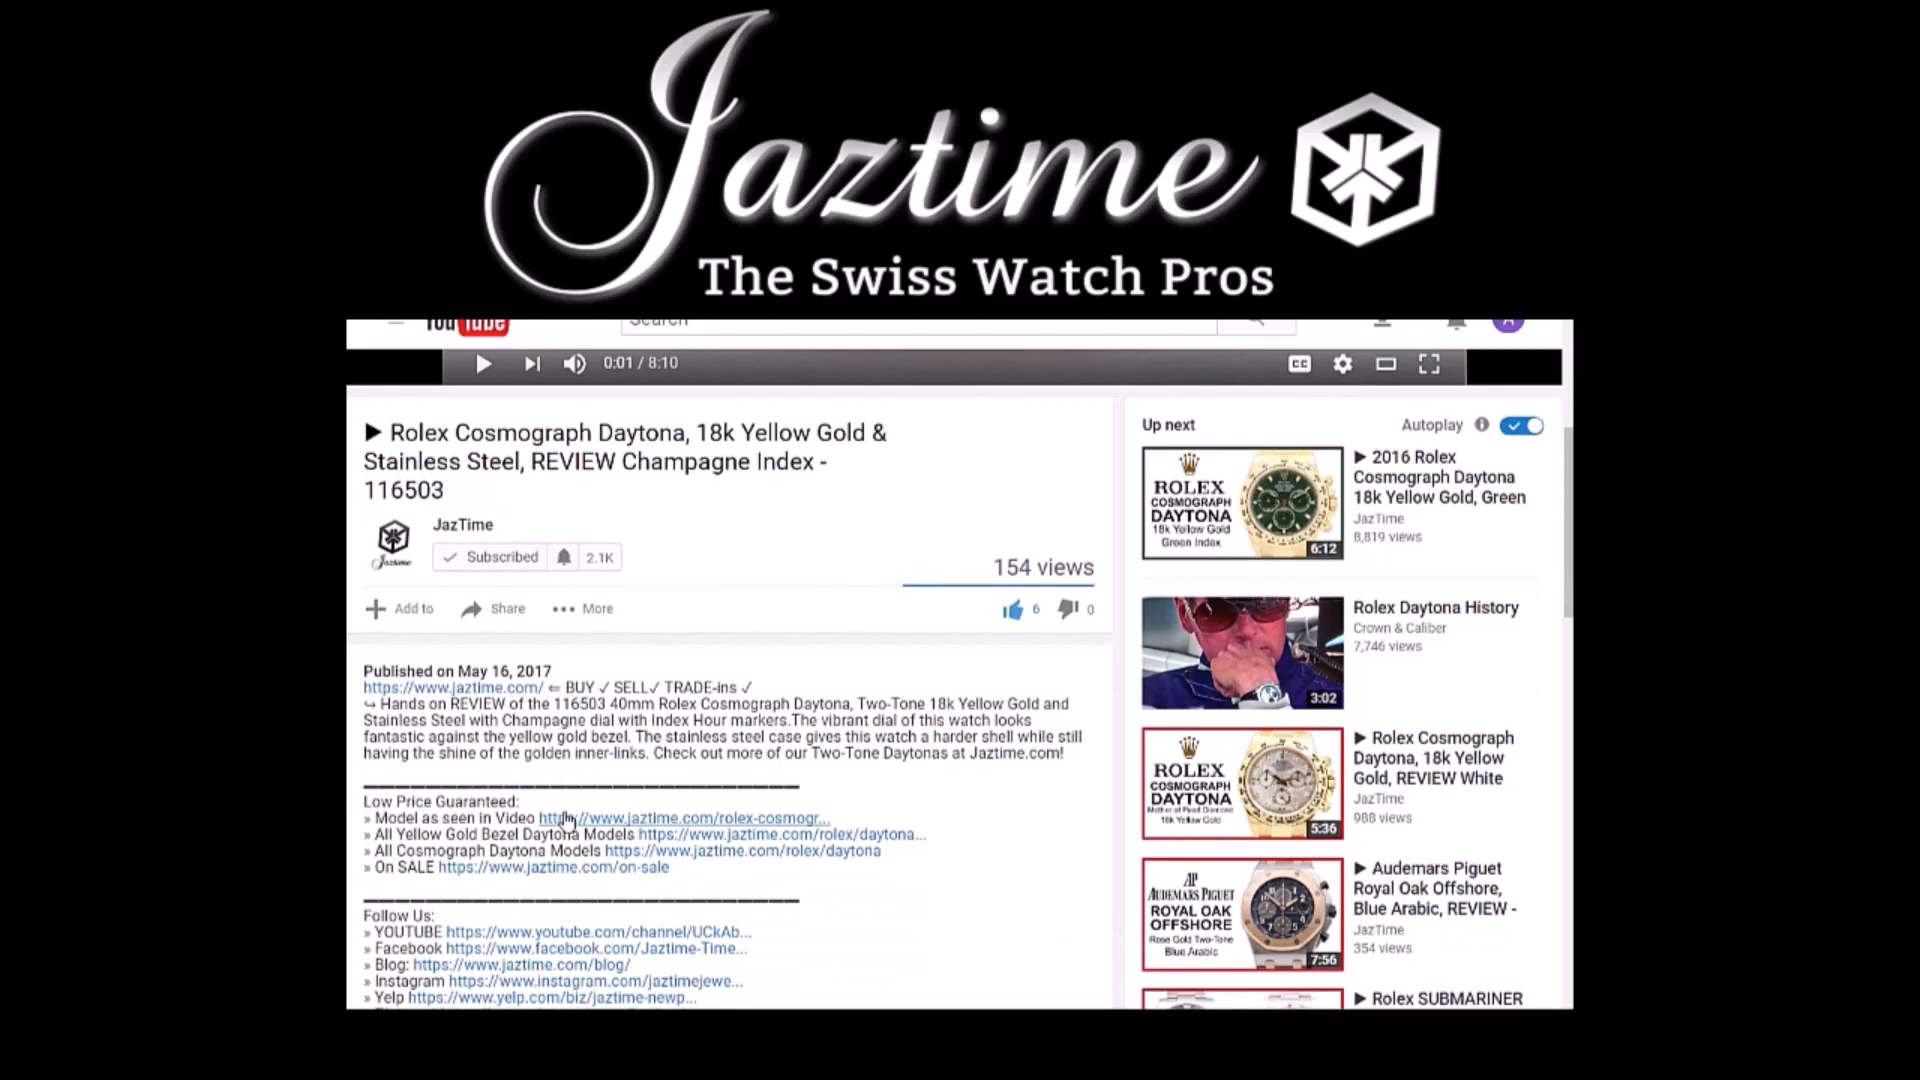 Jaztime
The Swiss Watch Pros
YouTube
Search
A
0:01 / 8:10
CC
▶ Rolex Cosmograph Daytona, 18k Yellow Gold &
Stainless Steel, REVIEW Champagne Index -
116503
JazTime
Jaztime
✓ Subscribed 2.1K
154 views
Add to
Share
More
6
0
Published on May 16, 2017
https://www.jaztime.com/ ⇐ BUY ✓ SELL✓ TRADE-ins ✓
↪ Hands on REVIEW of the 116503 40mm Rolex Cosmograph Daytona, Two-Tone 18k Yellow Gold and
Stainless Steel with Champagne dial with Index Hour markers.The vibrant dial of this watch looks
fantastic against the yellow gold bezel. The stainless steel case gives this watch a harder shell while still
having the shine of the golden inner-links. Check out more of our Two-Tone Daytonas at Jaztime.com!
Low Price Guaranteed:
» Model as seen in Video https://www.jaztime.com/rolex-cosmogr...
» All Yellow Gold Bezel Daytona Models https://www.jaztime.com/rolex/daytona...
» All Cosmograph Daytona Models https://www.jaztime.com/rolex/daytona
» On SALE https://www.jaztime.com/on-sale
Follow Us:
» YOUTUBE https://www.youtube.com/channel/UCkAb...
» Facebook https://www.facebook.com/Jaztime-Time...
» Blog: https://www.jaztime.com/blog/
» Instagram https://www.instagram.com/jaztimejewe...
» Yelp https://www.yelp.com/biz/jaztime-newp...
Up next
Autoplay
ROLEX
COSMOGRAPH
DAYTONA
18k Yellow Gold
Green Index
6:12
▶ 2016 Rolex
Cosmograph Daytona
18k Yellow Gold, Green
JazTime
8,819 views
3:02
Rolex Daytona History
Crown & Caliber
7,746 views
ROLEX
COSMOGRAPH
DAYTONA
Mother of Pearl Diamond
18k Yellow Gold
5:36
▶ Rolex Cosmograph
Daytona, 18k Yellow
Gold, REVIEW White
JazTime
988 views
AP
AUDEMARS PIGUET
ROYAL OAK
OFFSHORE
Rose Gold Two-Tone
Blue Arabic
7:56
▶ Audemars Piguet
Royal Oak Offshore,
Blue Arabic, REVIEW -
JazTime
354 views
▶ Rolex SUBMARINER